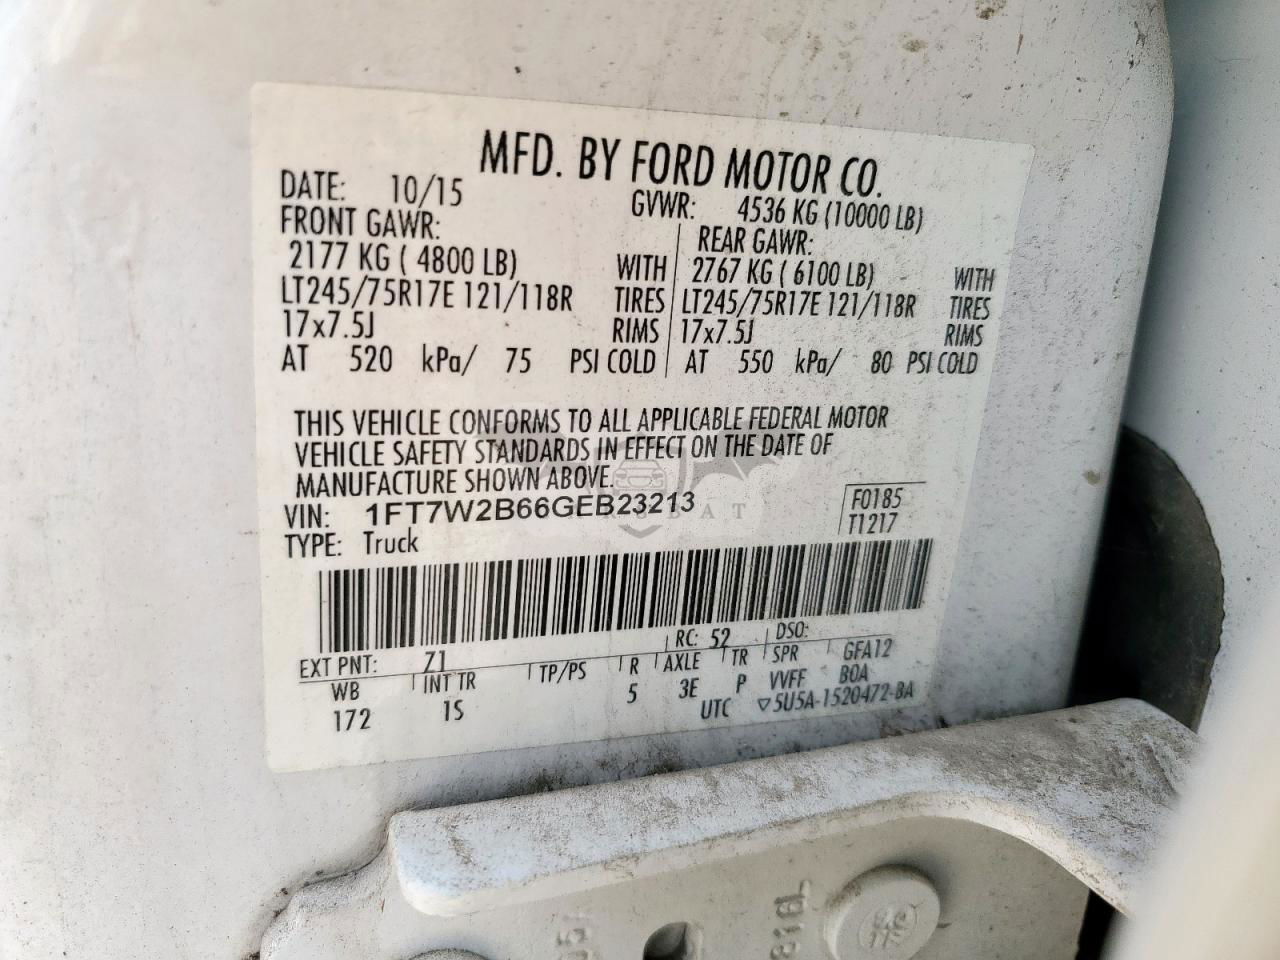 MFD. BY FORD MOTOR CO.
DATE: 10/15 GVWR: 4536 KG (10000 LB)
FRONT GAWR: REAR GAWR:
2177 KG ( 4800 LB) WITH 2767 KG ( 6100 LB) WITH
LT245/75R17E 121/118R TIRES LT245/75R17E 121/118R TIRES
17x7.5J RIMS 17x7.5J RIMS
AT 520 kPa/ 75 PSI COLD AT 550 kPa/ 80 PSI COLD
THIS VEHICLE CONFORMS TO ALL APPLICABLE FEDERAL MOTOR
VEHICLE SAFETY STANDARDS IN EFFECT ON THE DATE OF
MANUFACTURE SHOWN ABOVE.
VIN: 1FT7W2B66GEB23213 F0185
TYPE: Truck T1217
RC: 52 DSO:
EXT PNT: Z1
WB INT TR TP/PS R AXLE TR SPR GFA12
172 1S 5 3E P VVFF BOA
UTC ▽5U5A-1520472-BA
816L